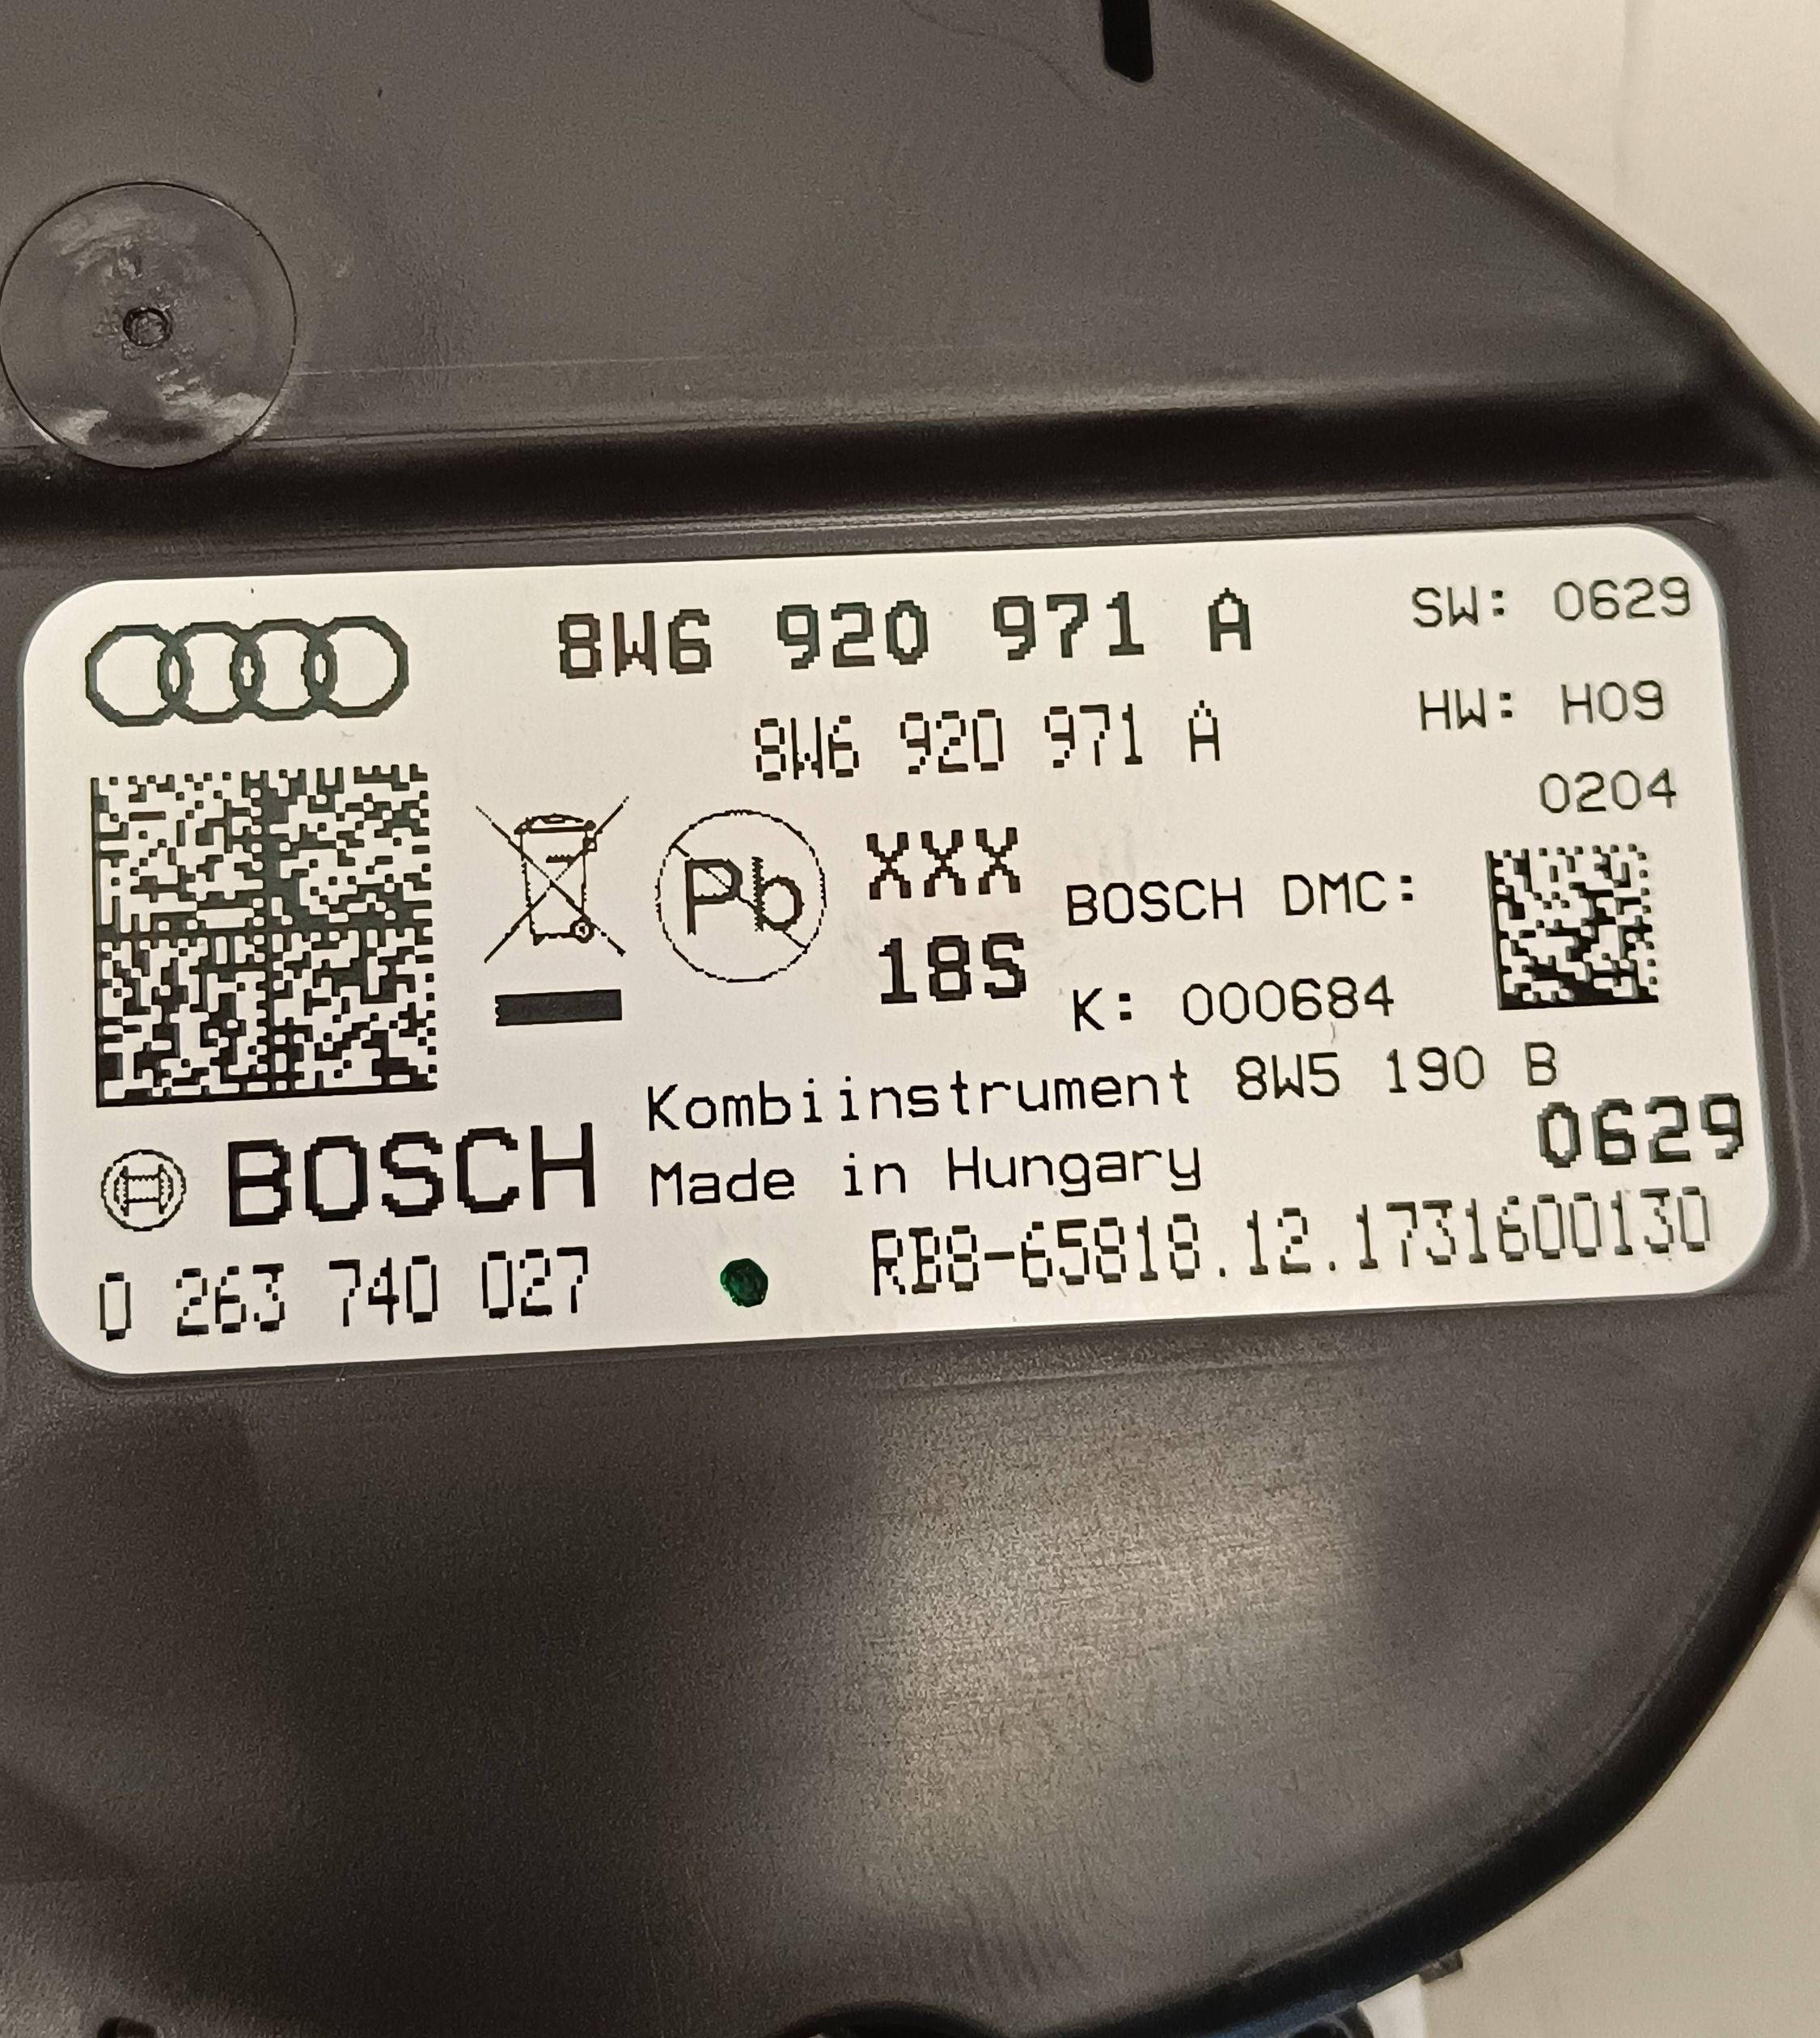 8W6 920 971 A
SW: 0629
8W6 920 971 A
HW: H09
0204
Pb
XXX
BOSCH DMC:
18S
K: 000684
Kombiinstrument 8W5 190 B
0629
BOSCH
Made in Hungary
0 263 740 027
RB8-65818.12.1731600130